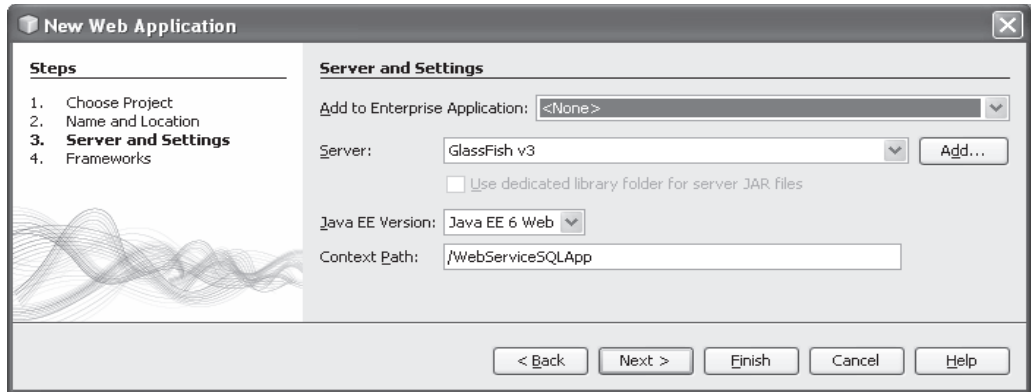 New Web Application
Steps
1. Choose Project
2. Name and Location
3. Server and Settings
4. Frameworks
Server and Settings
Add to Enterprise Application: <None>
Server: GlassFish v3 Add...
Use dedicated library folder for server JAR files
Java EE Version: Java EE 6 Web
Context Path: /WebServiceSQLApp
< Back Next > Finish Cancel Help